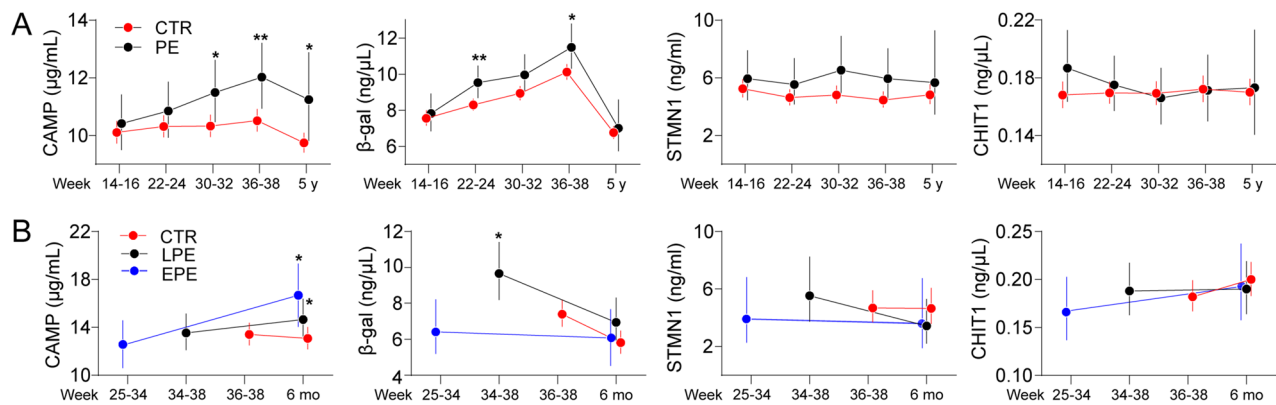 A
CAMP (µg/mL)
14
12
10
CTR
PE
*
**
*
Week 14-16 22-24 30-32 36-38 5 y
β-gal (ng/µL)
12
10
8
6
**
*
Week 14-16 22-24 30-32 36-38 5 y
STMN1 (ng/ml)
10
8
6
4
2
0
Week 14-16 22-24 30-32 36-38 5 y
CHIT1 (ng/µL)
0.22
0.18
0.14
Week 14-16 22-24 30-32 36-38 5 y
B
CAMP (µg/mL)
22
18
14
10
CTR
LPE
EPE
*
*
Week 25-34 34-38 36-38 6 mo
β-gal (ng/µL)
12
10
8
6
4
*
Week 25-34 34-38 36-38 6 mo
STMN1 (ng/ml)
10
8
6
4
2
0
Week 25-34 34-38 36-38 6 mo
CHIT1 (ng/µL)
0.25
0.20
0.15
0.10
Week 25-34 34-38 36-38 6 mo